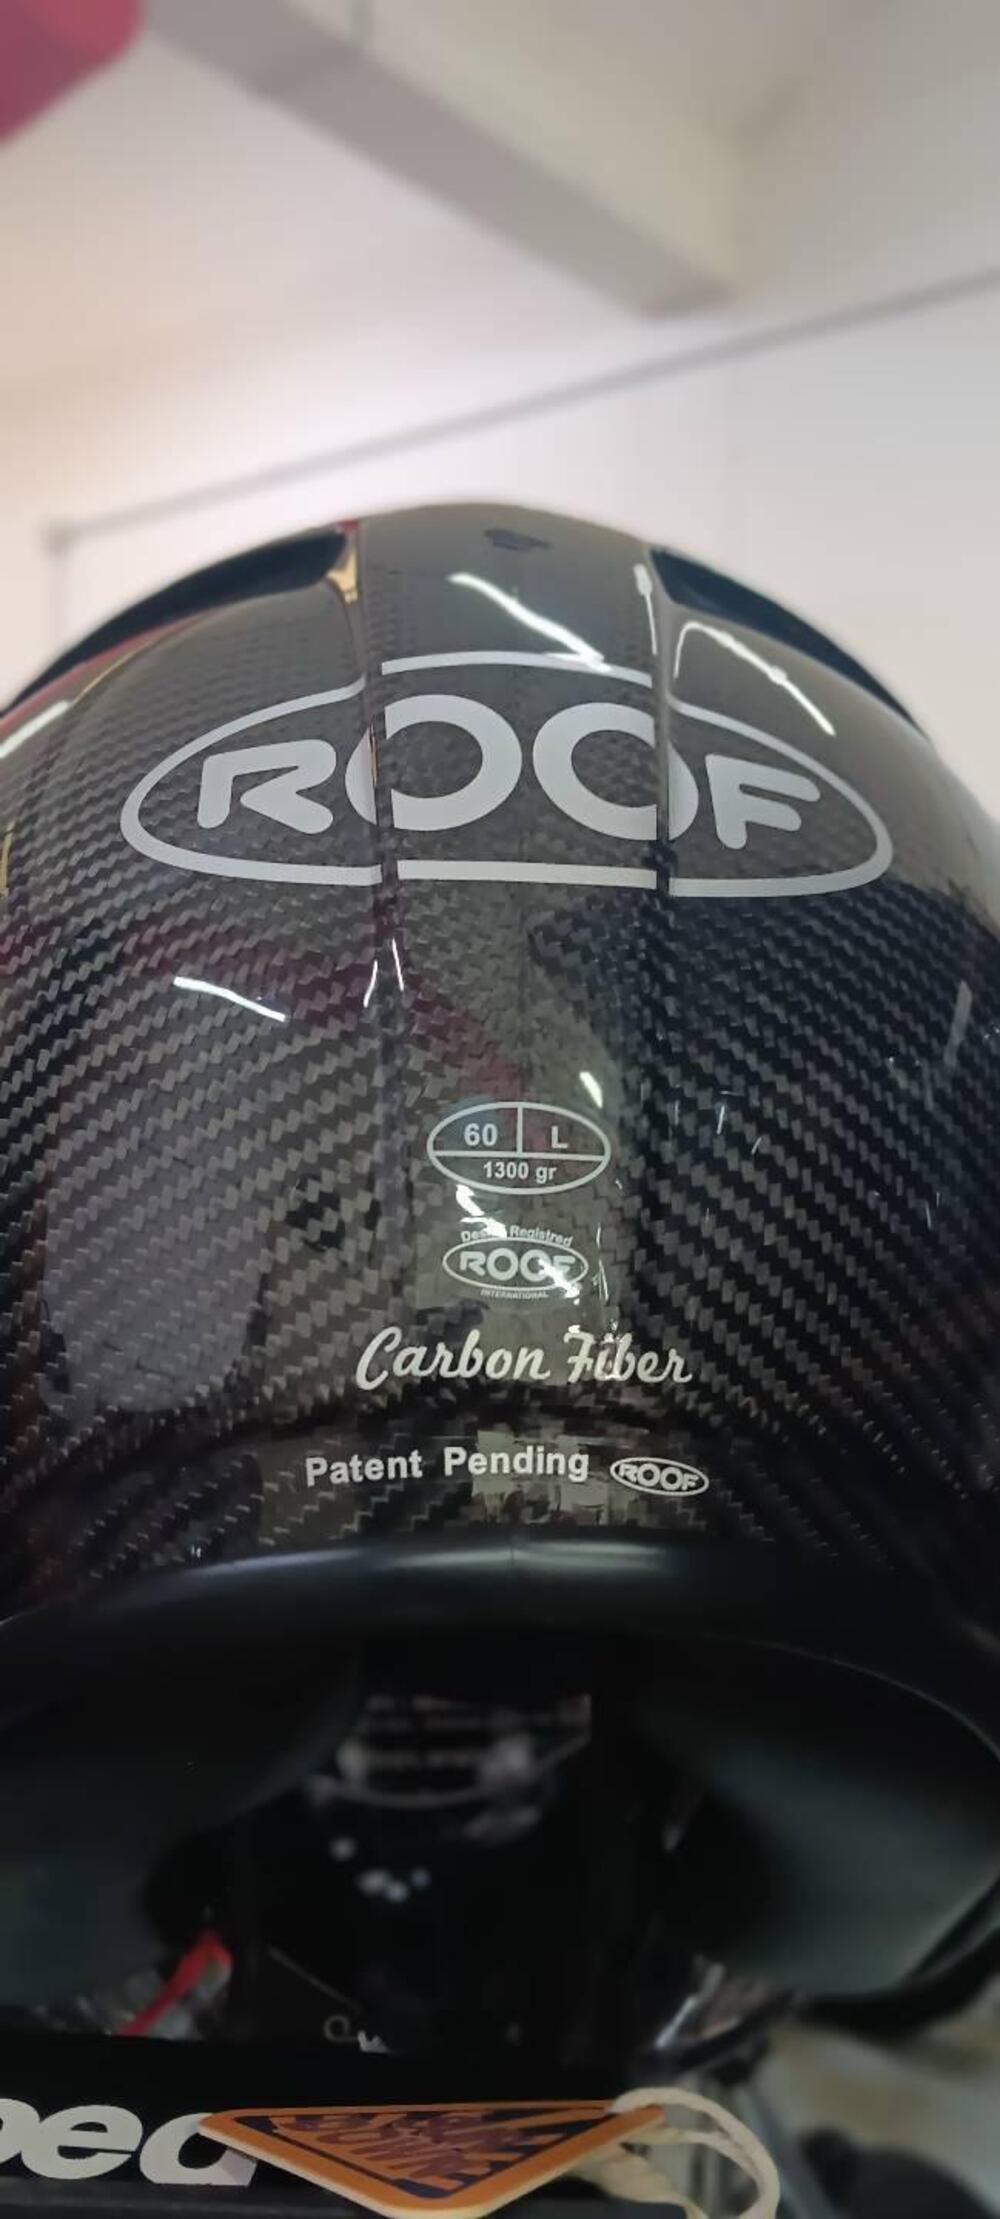 ROOF
60 L
1300 gr
Design Registred
ROOF
INTERNATIONAL
Carbon Fiber
Patent Pending ROOF